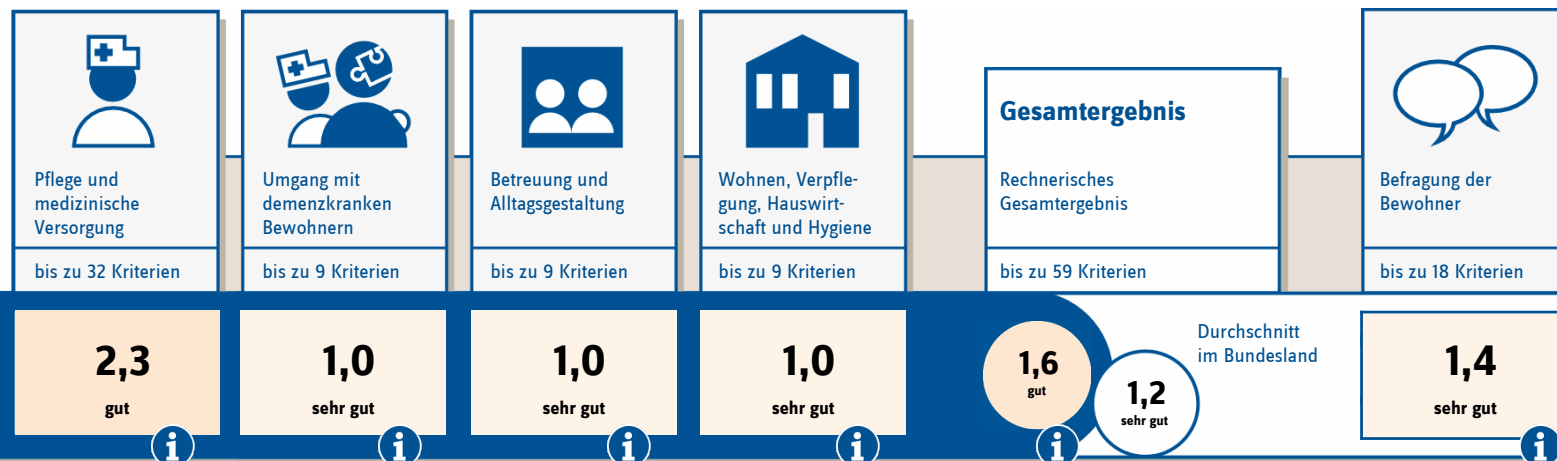 Pflege und
medizinische
Versorgung
bis zu 32 Kriterien
2,3
gut
i
Umgang mit
demenzkranken
Bewohnern
bis zu 9 Kriterien
1,0
sehr gut
i
Betreuung und
Alltagsgestaltung
bis zu 9 Kriterien
1,0
sehr gut
i
Wohnen, Verpfle-
gung, Hauswirt-
schaft und Hygiene
bis zu 9 Kriterien
1,0
sehr gut
i
Gesamtergebnis
Rechnerisches
Gesamtergebnis
bis zu 59 Kriterien
1,6
gut
i
1,2
sehr gut
Durchschnitt
im Bundesland
Befragung der
Bewohner
bis zu 18 Kriterien
1,4
sehr gut
i